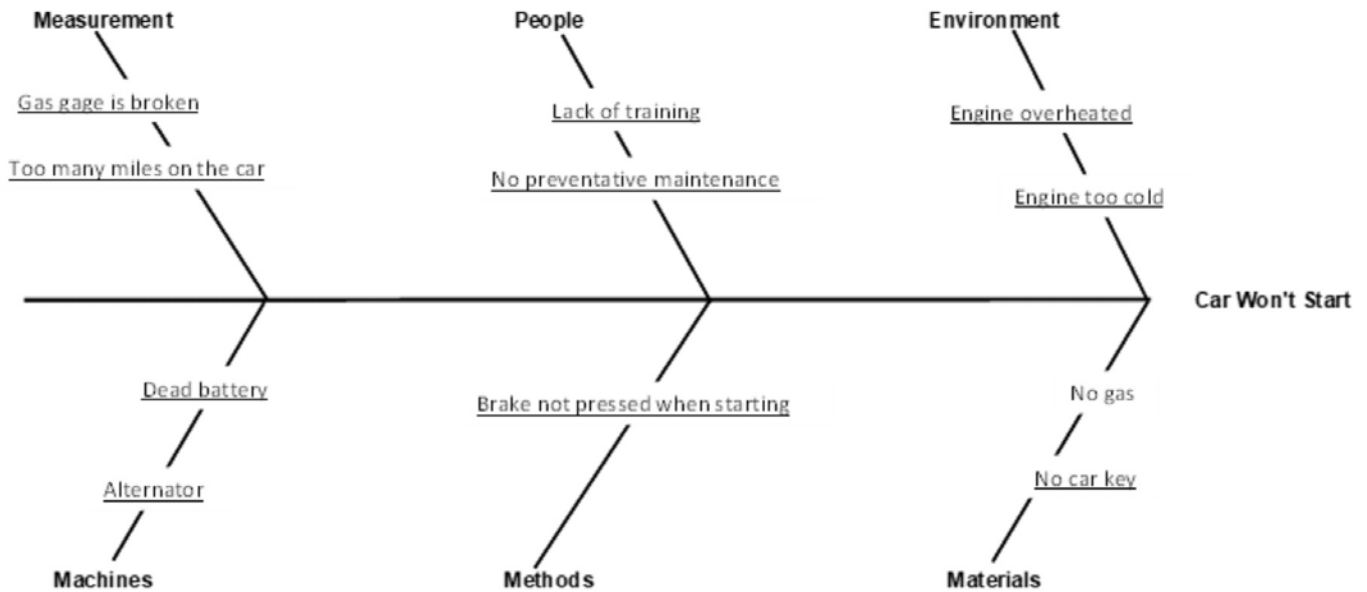 Measurement
People
Environment
Gas gage is broken
Lack of training
Engine overheated
Too many miles on the car
No preventative maintenance
Engine too cold
Car Won't Start
Dead battery
Brake not pressed when starting
No gas
Alternator
No car key
Machines
Methods
Materials